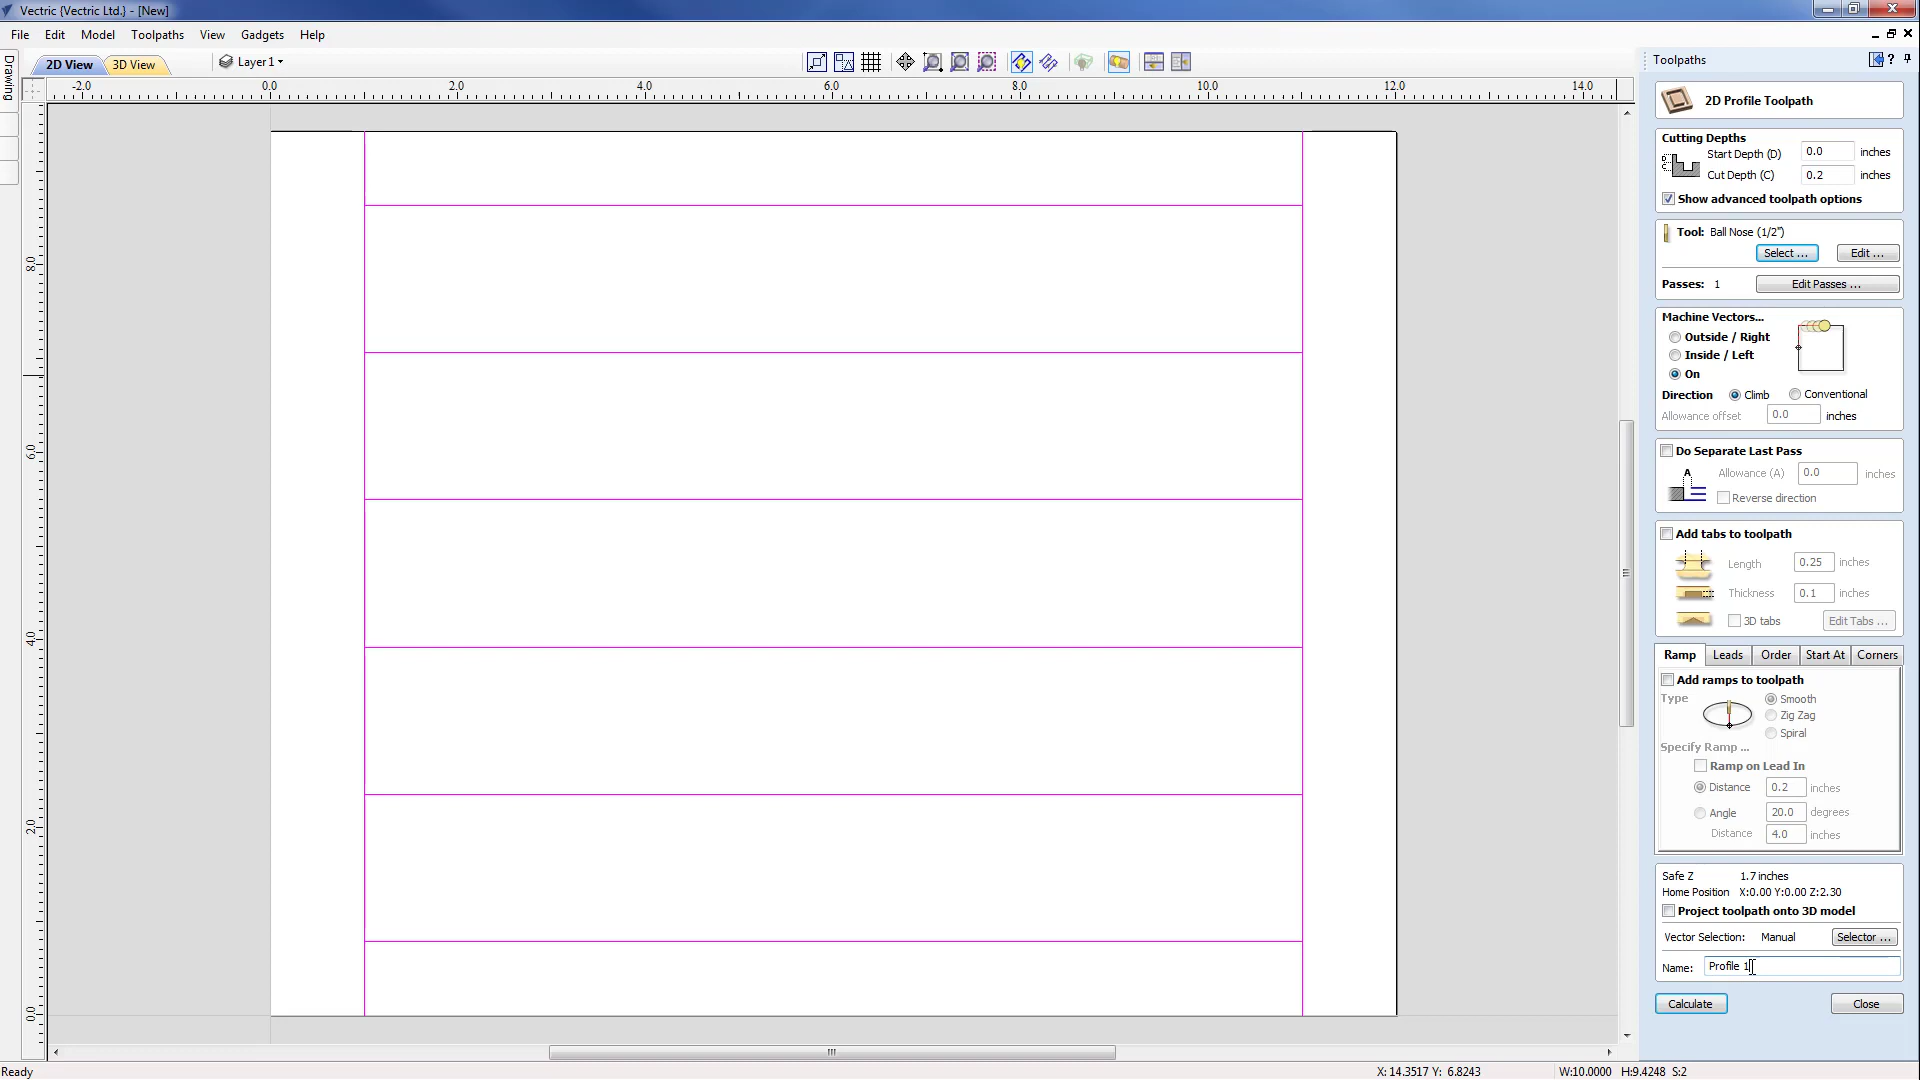 Vectric {Vectric Ltd.} - [New]
File Edit Model Toolpaths View Gadgets Help
Drawing
2D View 3D View Layer 1
-2.0 0.0 2.0 4.0 6.0 8.0 10.0 12.0 14.0
8.0
6.0
4.0
2.0
0.0
Toolpaths
2D Profile Toolpath
Cutting Depths
Start Depth (D) 0.0 inches
Cut Depth (C) 0.2 inches
Show advanced toolpath options
Tool: Ball Nose (1/2")
Select ... Edit ...
Passes: 1 Edit Passes ...
Machine Vectors...
Outside / Right
Inside / Left
On
Direction Climb Conventional
Allowance offset 0.0 inches
Do Separate Last Pass
A Allowance (A) 0.0 inches
Reverse direction
Add tabs to toolpath
Length 0.25 inches
Thickness 0.1 inches
3D tabs Edit Tabs ...
Ramp Leads Order Start At Corners
Add ramps to toolpath
Type Smooth
Zig Zag
Spiral
Specify Ramp ...
Ramp on Lead In
Distance 0.2 inches
Angle 20.0 degrees
Distance 4.0 inches
Safe Z 1.7 inches
Home Position X:0.00 Y:0.00 Z:2.30
Project toolpath onto 3D model
Vector Selection: Manual Selector ...
Name: Profile 1
Calculate Close
Ready X: 14.3517 Y: 6.8243 W:10.0000 H:9.4248 S:2